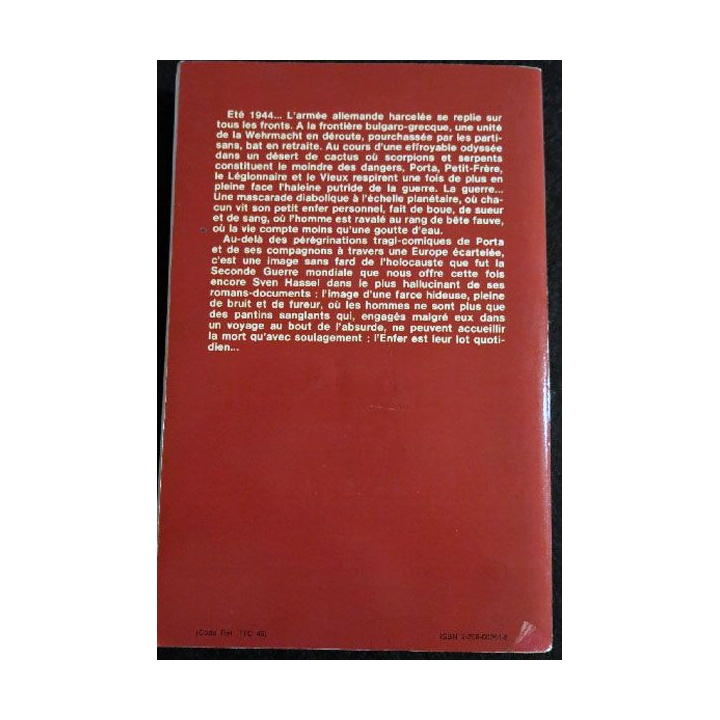 Eté 1944... L'armée allemande harcelée se replie sur
tous les fronts. A la frontière bulgaro-grecque, une unité
de la Wehrmacht en déroute, pourchassée par les parti-
sans, bat en retraite. Au cours d'une effroyable odyssée
dans un désert de cactus où scorpions et serpents
constituent le moindre des dangers, Porta, Petit-Frère,
le Légionnaire et le Vieux respirent une fois de plus en
pleine face l'haleine putride de la guerre. La guerre...
Une mascarade diabolique à l'échelle planétaire, où cha-
cun vit son petit enfer personnel, fait de boue, de sueur
et de sang, où l'homme est ravalé au rang de bête fauve,
où la vie compte moins qu'une goutte d'eau.
Au-delà des pérégrinations tragi-comiques de Porta
et de ses compagnons à travers une Europe écartelée,
c'est une image sans fard de l'holocauste que fut la
Seconde Guerre mondiale que nous offre cette fois
encore Sven Hassel dans le plus hallucinant de ses
romans-documents : l'image d'une farce hideuse, pleine
de bruit et de fureur, où les hommes ne sont plus que
des pantins sanglants qui, engagés malgré eux dans
un voyage au bout de l'absurde, ne peuvent accueillir
la mort qu'avec soulagement : l'Enfer est leur lot quoti-
dien...
ISBN